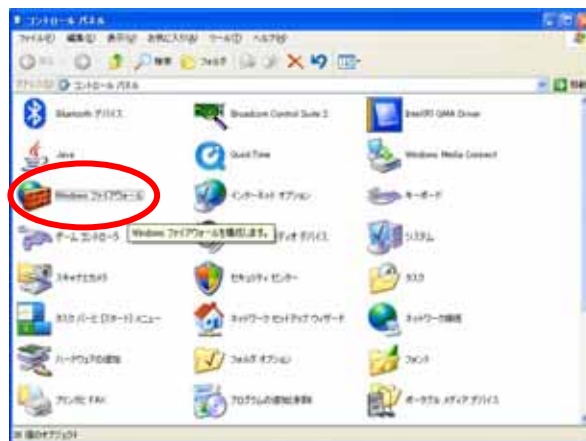 コントロール パネル
ファイル(F) 編集(E) 表示(V) お気に入り(A) ツール(T) ヘルプ(H)
検索 フォルダ
コントロール パネル 移動
Bluetooth デバイス
Broadcom Control Suite 2
Intel(R) GMA Driver
Java
QuickTime
Windows Media Connect
Windows ファイアウォール
インターネット オプション
キーボード
ゲーム コントローラ
Windows ファイアウォールを構成します。
システム
スキャナとカメラ
セキュリティ センター
タスク
タスク バーと [スタート] メニュー
ネットワーク セットアップ ウィザード
ネットワーク接続
ハードウェアの追加
フォルダ オプション
フォント
プリンタと FAX
プログラムの追加と削除
ポータブル メディア デバイス
個のオブジェクト